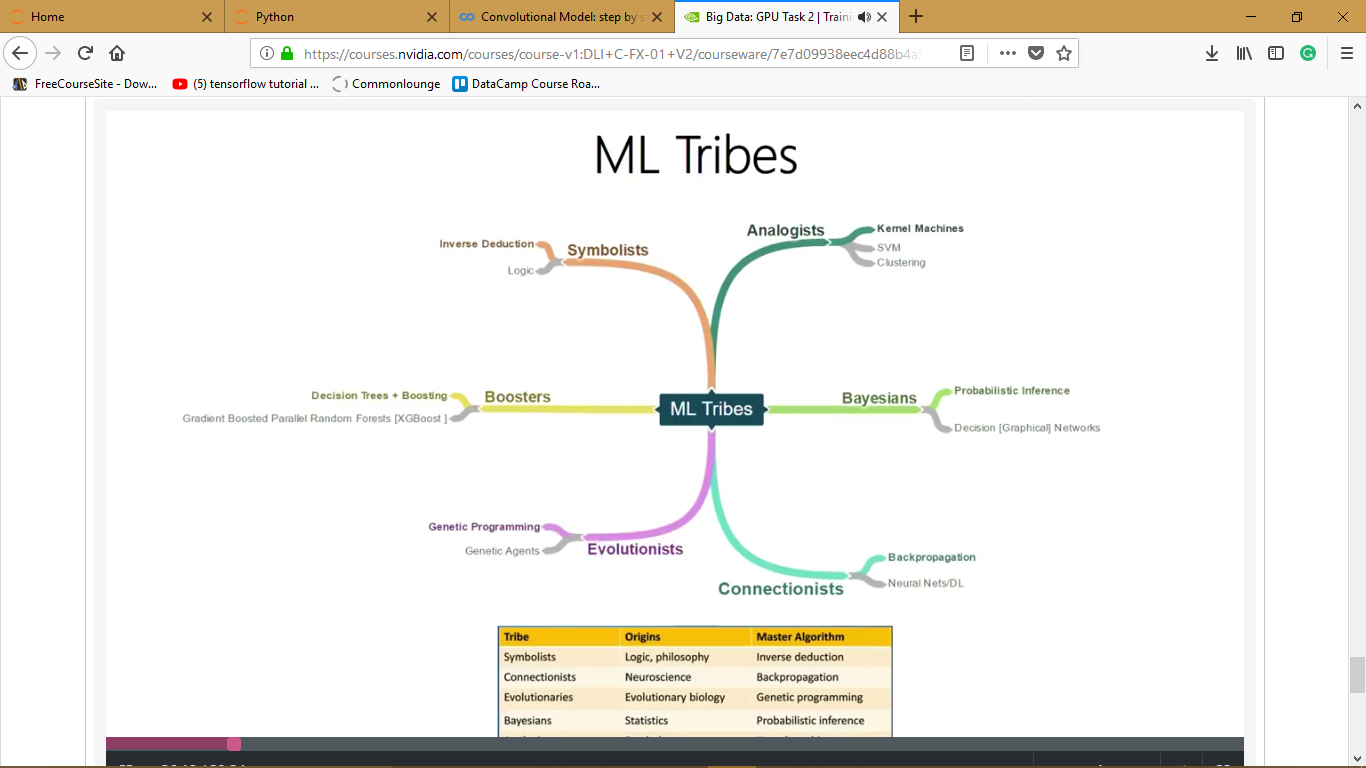 Home
Python
Convolutional Model: step by s
Big Data: GPU Task 2 | Traini
https://courses.nvidia.com/courses/course-v1:DLI+C-FX-01+V2/courseware/7e7d09938eec4d88b4a5
FreeCourseSite - Dow...
(5) tensorflow tutorial ...
Commonlounge
DataCamp Course Roa...
ML Tribes
Symbolists
Inverse Deduction
Logic
Analogists
Kernel Machines
SVM
Clustering
Boosters
Decision Trees + Boosting
Gradient Boosted Parallel Random Forests [XGBoost ]
ML Tribes
Bayesians
Probabilistic Inference
Decision [Graphical] Networks
Evolutionists
Genetic Programming
Genetic Agents
Connectionists
Backpropagation
Neural Nets/DL
Tribe Origins Master Algorithm
Symbolists Logic, philosophy Inverse deduction
Connectionists Neuroscience Backpropagation
Evolutionaries Evolutionary biology Genetic programming
Bayesians Statistics Probabilistic inference